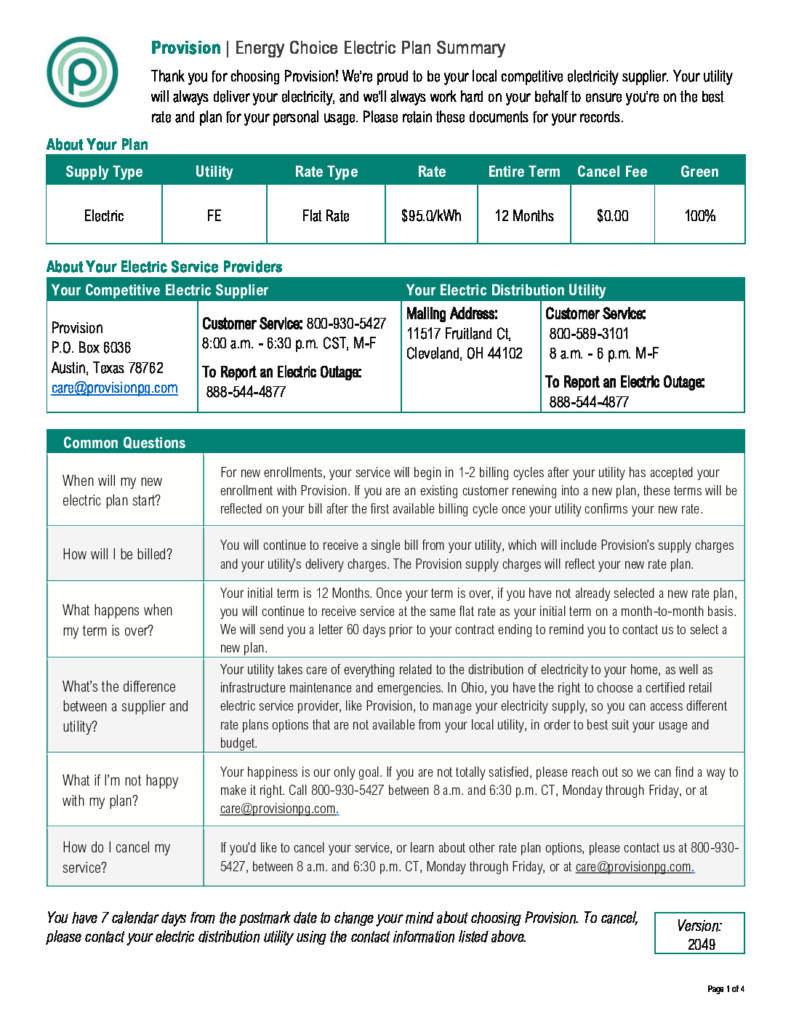 Provision | Energy Choice Electric Plan Summary
Thank you for choosing Provision! We're proud to be your local competitive electricity supplier. Your utility
will always deliver your electricity, and we'll always work hard on your behalf to ensure you're on the best
rate and plan for your personal usage. Please retain these documents for your records.
About Your Plan
Supply Type Utility Rate Type Rate Entire Term Cancel Fee Green
Electric FE Flat Rate $95.0/kWh 12 Months $0.00 100%
About Your Electric Service Providers
Your Competitive Electric Supplier Your Electric Distribution Utility
Provision
P.O. Box 6036
Austin, Texas 78762
care@provisionpg.com
Customer Service: 800-930-5427
8:00 a.m. - 6:30 p.m. CST, M-F
To Report an Electric Outage:
888-544-4877
Mailing Address:
11517 Fruitland Ct,
Cleveland, OH 44102
Customer Service:
800-589-3101
8 a.m. - 6 p.m. M-F
To Report an Electric Outage:
888-544-4877
Common Questions
When will my new
electric plan start?
For new enrollments, your service will begin in 1-2 billing cycles after your utility has accepted your
enrollment with Provision. If you are an existing customer renewing into a new plan, these terms will be
reflected on your bill after the first available billing cycle once your utility confirms your new rate.
How will I be billed?
You will continue to receive a single bill from your utility, which will include Provision's supply charges
and your utility's delivery charges. The Provision supply charges will reflect your new rate plan.
What happens when
my term is over?
Your initial term is 12 Months. Once your term is over, if you have not already selected a new rate plan,
you will continue to receive service at the same flat rate as your initial term on a month-to-month basis.
We will send you a letter 60 days prior to your contract ending to remind you to contact us to select a
new plan.
What's the difference
between a supplier and
utility?
Your utility takes care of everything related to the distribution of electricity to your home, as well as
infrastructure maintenance and emergencies. In Ohio, you have the right to choose a certified retail
electric service provider, like Provision, to manage your electricity supply, so you can access different
rate plans options that are not available from your local utility, in order to best suit your usage and
budget.
What if I'm not happy
with my plan?
Your happiness is our only goal. If you are not totally satisfied, please reach out so we can find a way to
make it right. Call 800-930-5427 between 8 a.m. and 6:30 p.m. CT, Monday through Friday, or at
care@provisionpg.com.
How do I cancel my
service?
If you'd like to cancel your service, or learn about other rate plan options, please contact us at 800-930-
5427, between 8 a.m. and 6:30 p.m. CT, Monday through Friday, or at care@provisionpg.com.
You have 7 calendar days from the postmark date to change your mind about choosing Provision. To cancel,
please contact your electric distribution utility using the contact information listed above.
Version:
2049
Page 1 of 4